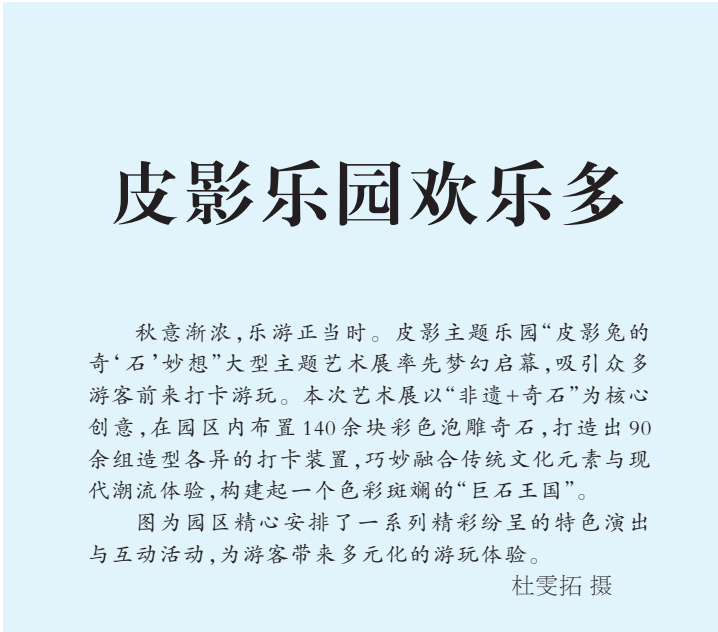 皮影乐园欢乐多
秋意渐浓,乐游正当时。皮影主题乐园“皮影兔的
奇‘石’妙想”大型主题艺术展率先梦幻启幕,吸引众多
游客前来打卡游玩。本次艺术展以“非遗+奇石”为核心
创意,在园区内布置140余块彩色泡雕奇石,打造出90
余组造型各异的打卡装置,巧妙融合传统文化元素与现
代潮流体验,构建起一个色彩斑斓的“巨石王国”。
图为园区精心安排了一系列精彩纷呈的特色演出
与互动活动,为游客带来多元化的游玩体验。
杜雯拓 摄